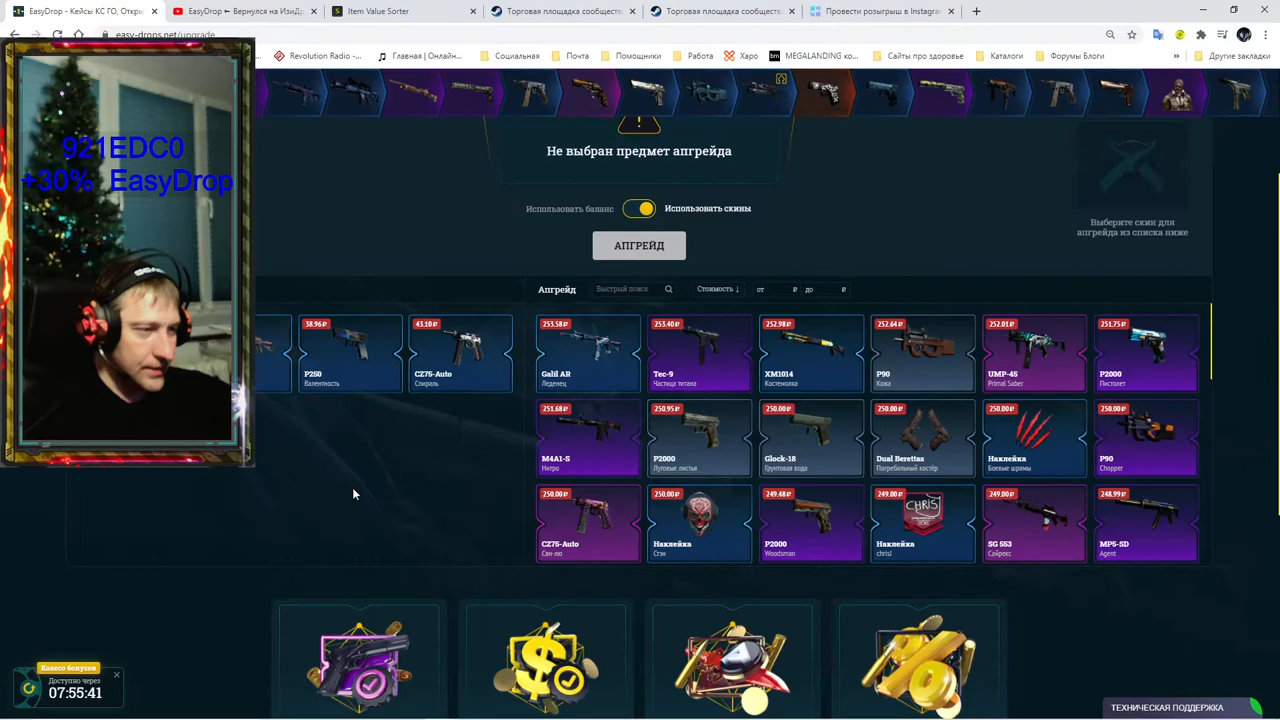 EasyDrop - Кейсы КС ГО, Откры
EasyDrop - Вернулся на ИзиДр
Item Value Sorter
Торговая площадка сообществ
Торговая площадка сообществ
Провести розыгрыш в Instagram
easy-drops.net/upgrade
Revolution Radio -...
Главная | Онлайн...
Социальная
Почта
Форумы
Работа
Харо
MEGALANDING ко...
Сайты про здоровье
Каталоги
Форумы Блоги
Другие закладки
921EDC0
+30% EasyDrop
Не выбран предмет апгрейда
Использовать баланс
Использовать скины
АПГРЕЙД
Выберите скин для
апгрейда из списка ниже
Апгрейд
Быстрый поиск
Стоимость ↓
от ₽
до ₽
38.96 ₽
P250
Валентность
43.10 ₽
CZ75-Auto
Спираль
253.58 ₽
Galil AR
Леденец
253.40 ₽
Tec-9
Частица титана
252.98 ₽
XM1014
Костемолка
252.64 ₽
P90
Кожа
252.01 ₽
UMP-45
Primal Saber
251.75 ₽
P2000
Пистолет
251.68 ₽
M4A1-S
Нитро
250.95 ₽
P2000
Луговые листья
250.00 ₽
Glock-18
Грунтовая вода
250.00 ₽
Dual Berettas
Погребальный костёр
250.00 ₽
Наклейка
Боевые шрамы
250.00 ₽
P90
Chopper
250.00 ₽
CZ75-Auto
Сян-лю
250.00 ₽
Наклейка
Стэн
249.48 ₽
P2000
Woodsman
249.00 ₽
CHRIS
Наклейка
chrisJ
249.00 ₽
SG 553
Сайрекс
248.99 ₽
MP5-SD
Agent
Колесо бонусов
Доступно через
07:55:41
ТЕХНИЧЕСКАЯ ПОДДЕРЖКА